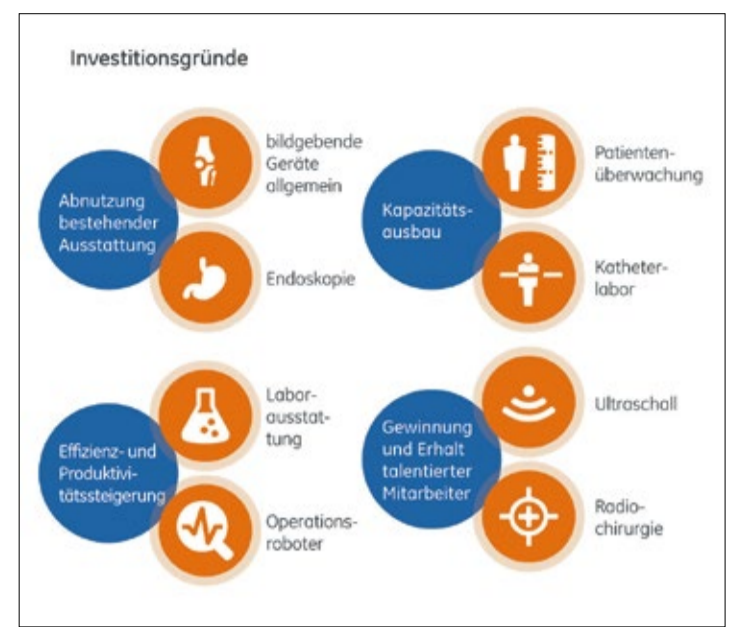 Investitionsgründe
Abnutzung
bestehender
Ausstattung
bildgebende
Geräte
allgemein
Endoskopie
Kapazitäts-
ausbau
Patienten-
überwachung
Katheter-
labor
Effizienz- und
Produktivi-
tätssteigerung
Labor-
ausstat-
tung
Operations-
roboter
Gewinnung
und Erhalt
talentierter
Mitarbeiter
Ultraschall
Radio-
chirurgie